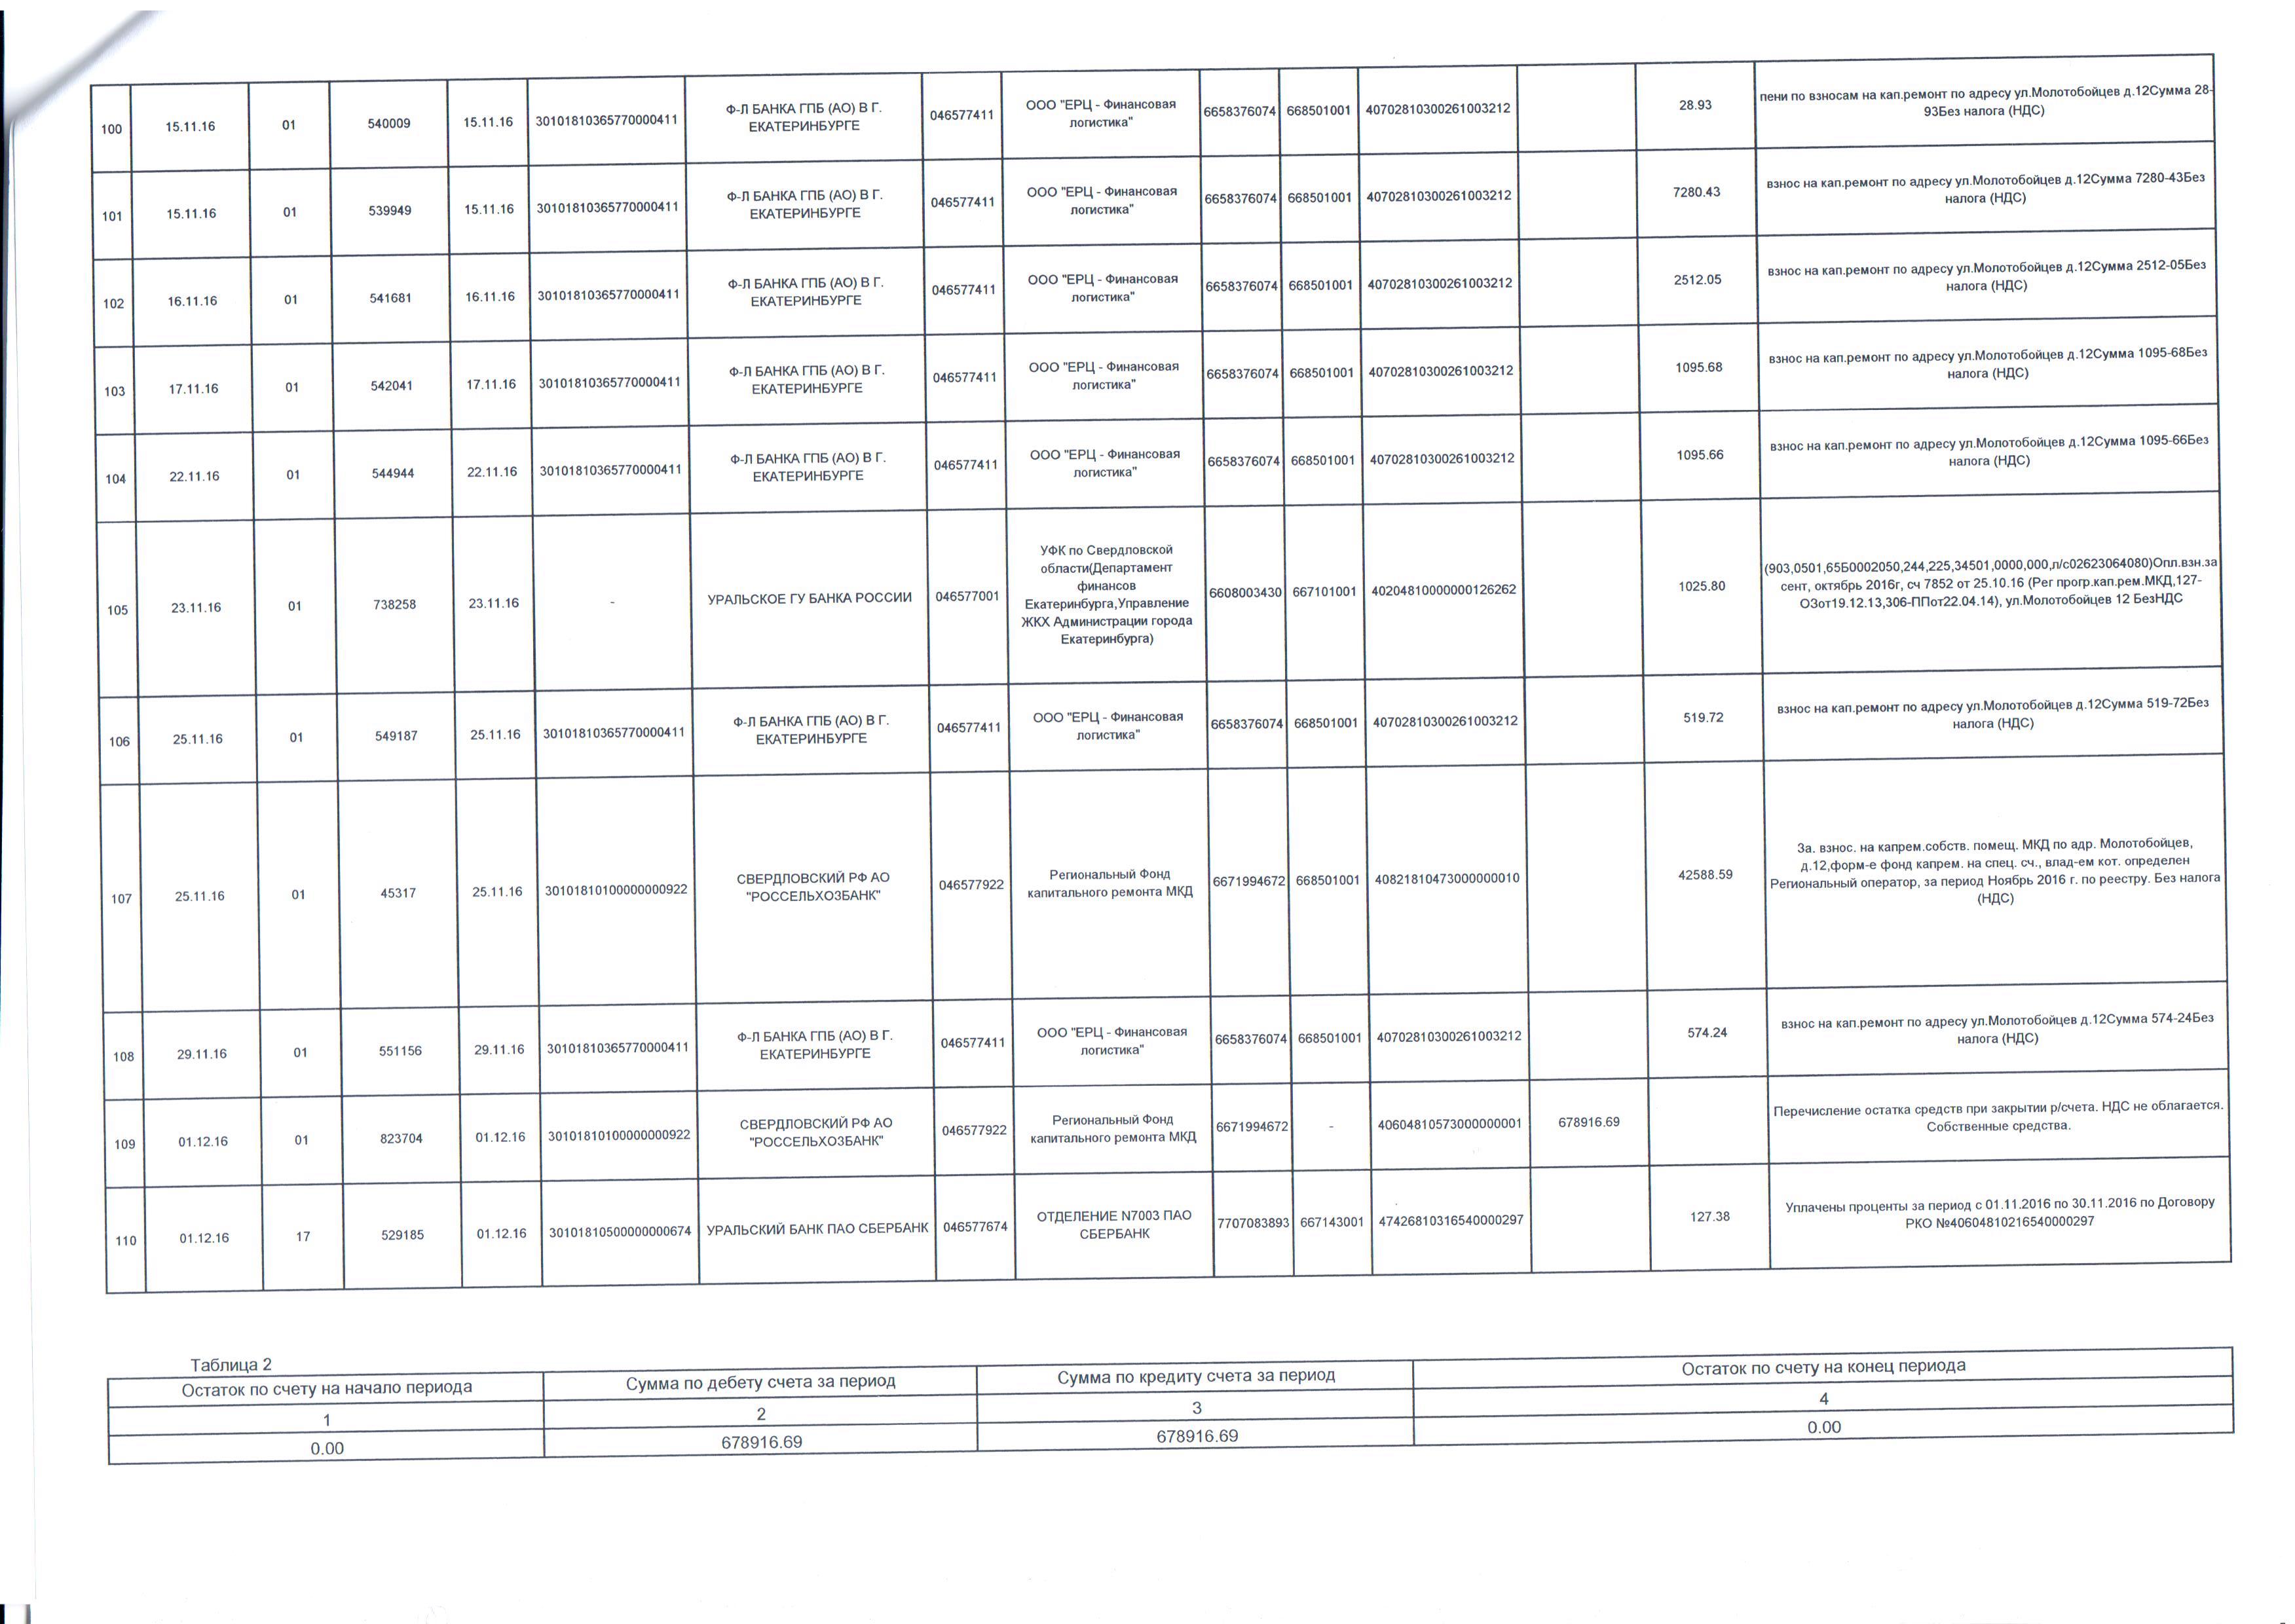 100 15.11.16 01 540009 15.11.16 30101810365770000411 Ф-Л БАНКА ГПБ (АО) В Г. ЕКАТЕРИНБУРГЕ 046577411 ООО "ЕРЦ - Финансовая логистика" 6658376074 668501001 40702810300261003212 28.93 пени по взносам на кап.ремонт по адресу ул.Молотобойцев д.12Сумма 28-93Без налога (НДС)
101 15.11.16 01 539949 15.11.16 30101810365770000411 Ф-Л БАНКА ГПБ (АО) В Г. ЕКАТЕРИНБУРГЕ 046577411 ООО "ЕРЦ - Финансовая логистика" 6658376074 668501001 40702810300261003212 7280.43 взнос на кап.ремонт по адресу ул.Молотобойцев д.12Сумма 7280-43Без налога (НДС)
102 16.11.16 01 541681 16.11.16 30101810365770000411 Ф-Л БАНКА ГПБ (АО) В Г. ЕКАТЕРИНБУРГЕ 046577411 ООО "ЕРЦ - Финансовая логистика" 6658376074 668501001 40702810300261003212 2512.05 взнос на кап.ремонт по адресу ул.Молотобойцев д.12Сумма 2512-05Без налога (НДС)
103 17.11.16 01 542041 17.11.16 30101810365770000411 Ф-Л БАНКА ГПБ (АО) В Г. ЕКАТЕРИНБУРГЕ 046577411 ООО "ЕРЦ - Финансовая логистика" 6658376074 668501001 40702810300261003212 1095.68 взнос на кап.ремонт по адресу ул.Молотобойцев д.12Сумма 1095-68Без налога (НДС)
104 22.11.16 01 544944 22.11.16 30101810365770000411 Ф-Л БАНКА ГПБ (АО) В Г. ЕКАТЕРИНБУРГЕ 046577411 ООО "ЕРЦ - Финансовая логистика" 6658376074 668501001 40702810300261003212 1095.66 взнос на кап.ремонт по адресу ул.Молотобойцев д.12Сумма 1095-66Без налога (НДС)
105 23.11.16 01 738258 23.11.16 - УРАЛЬСКОЕ ГУ БАНКА РОССИИ 046577001 УФК по Свердловской области(Департамент финансов Екатеринбурга,Управление ЖКХ Администрации города Екатеринбурга) 6608003430 667101001 40204810000000126262 1025.80 (903,0501,65Б0002050,244,225,34501,0000,000,л/с02623064080)Опл.взн.за сент, октябрь 2016г, сч 7852 от 25.10.16 (Рег прогр.кап.рем.МКД,127-ОЗот19.12.13,306-ППот22.04.14), ул.Молотобойцев 12 БезНДС
106 25.11.16 01 549187 25.11.16 30101810365770000411 Ф-Л БАНКА ГПБ (АО) В Г. ЕКАТЕРИНБУРГЕ 046577411 ООО "ЕРЦ - Финансовая логистика" 6658376074 668501001 40702810300261003212 519.72 взнос на кап.ремонт по адресу ул.Молотобойцев д.12Сумма 519-72Без налога (НДС)
107 25.11.16 01 45317 25.11.16 30101810100000000922 СВЕРДЛОВСКИЙ РФ АО "РОССЕЛЬХОЗБАНК" 046577922 Региональный Фонд капитального ремонта МКД 6671994672 668501001 40821810473000000010 42588.59 За. взнос. на капрем.собств. помещ. МКД по адр. Молотобойцев, д.12,форм-е фонд капрем. на спец. сч., влад-ем кот. определен Региональный оператор, за период Ноябрь 2016 г. по реестру. Без налога (НДС)
108 29.11.16 01 551156 29.11.16 30101810365770000411 Ф-Л БАНКА ГПБ (АО) В Г. ЕКАТЕРИНБУРГЕ 046577411 ООО "ЕРЦ - Финансовая логистика" 6658376074 668501001 40702810300261003212 574.24 взнос на кап.ремонт по адресу ул.Молотобойцев д.12Сумма 574-24Без налога (НДС)
109 01.12.16 01 823704 01.12.16 30101810100000000922 СВЕРДЛОВСКИЙ РФ АО "РОССЕЛЬХОЗБАНК" 046577922 Региональный Фонд капитального ремонта МКД 6671994672 - 40604810573000000001 678916.69 Перечисление остатка средств при закрытии р/счета. НДС не облагается. Собственные средства.
110 01.12.16 17 529185 01.12.16 30101810500000000674 УРАЛЬСКИЙ БАНК ПАО СБЕРБАНК 046577674 ОТДЕЛЕНИЕ N7003 ПАО СБЕРБАНК 7707083893 667143001 47426810316540000297 127.38 Уплачены проценты за период с 01.11.2016 по 30.11.2016 по Договору РКО №40604810216540000297
Таблица 2
Остаток по счету на начало периода Сумма по дебету счета за период Сумма по кредиту счета за период Остаток по счету на конец периода
1 2 3 4
0.00 678916.69 678916.69 0.00